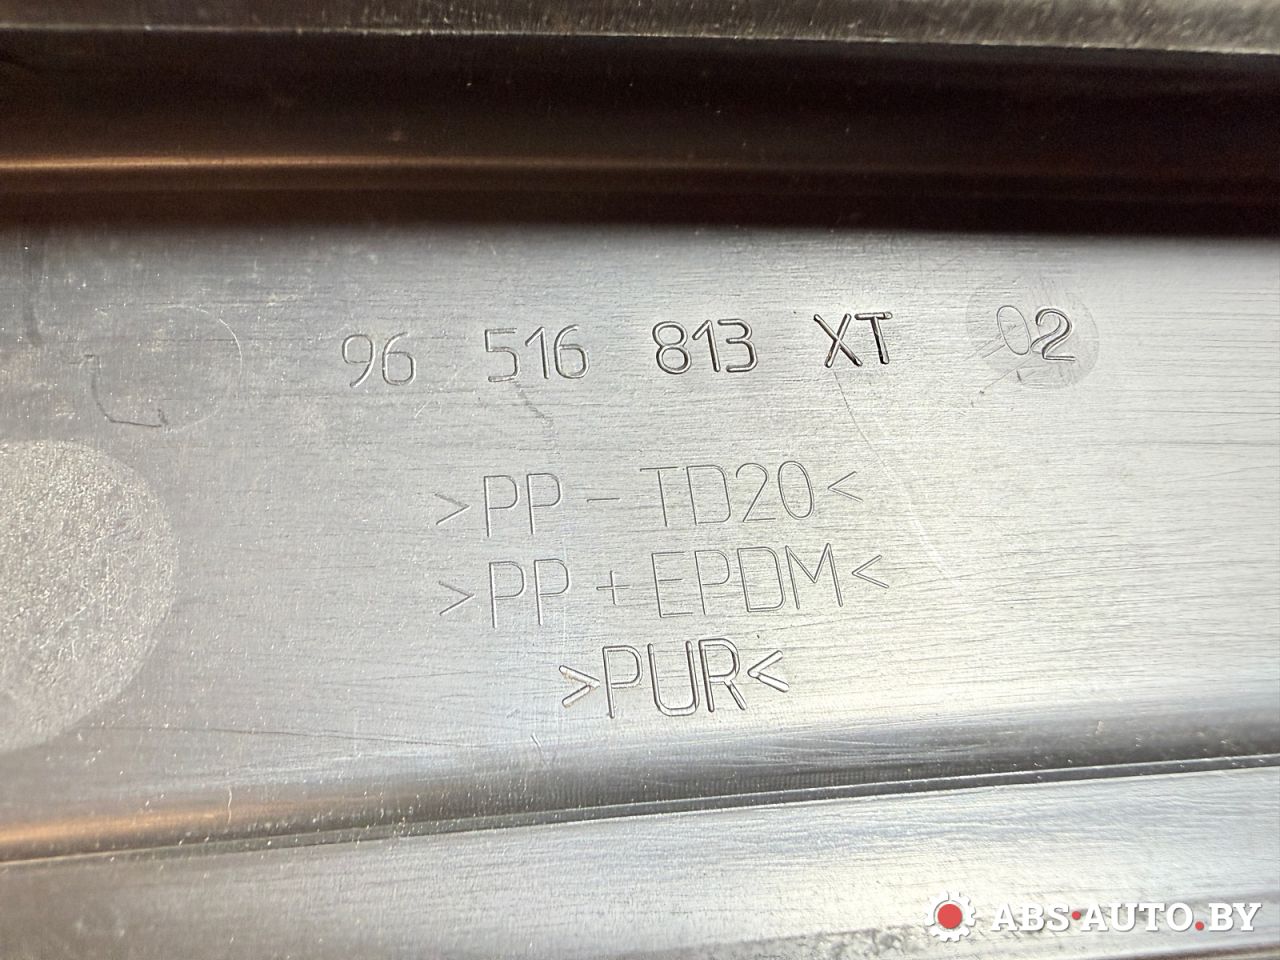 96 516 813 XT 02
>PP-TD20<
>PP+EPDM<
>PUR<
ABS-AUTO.BY